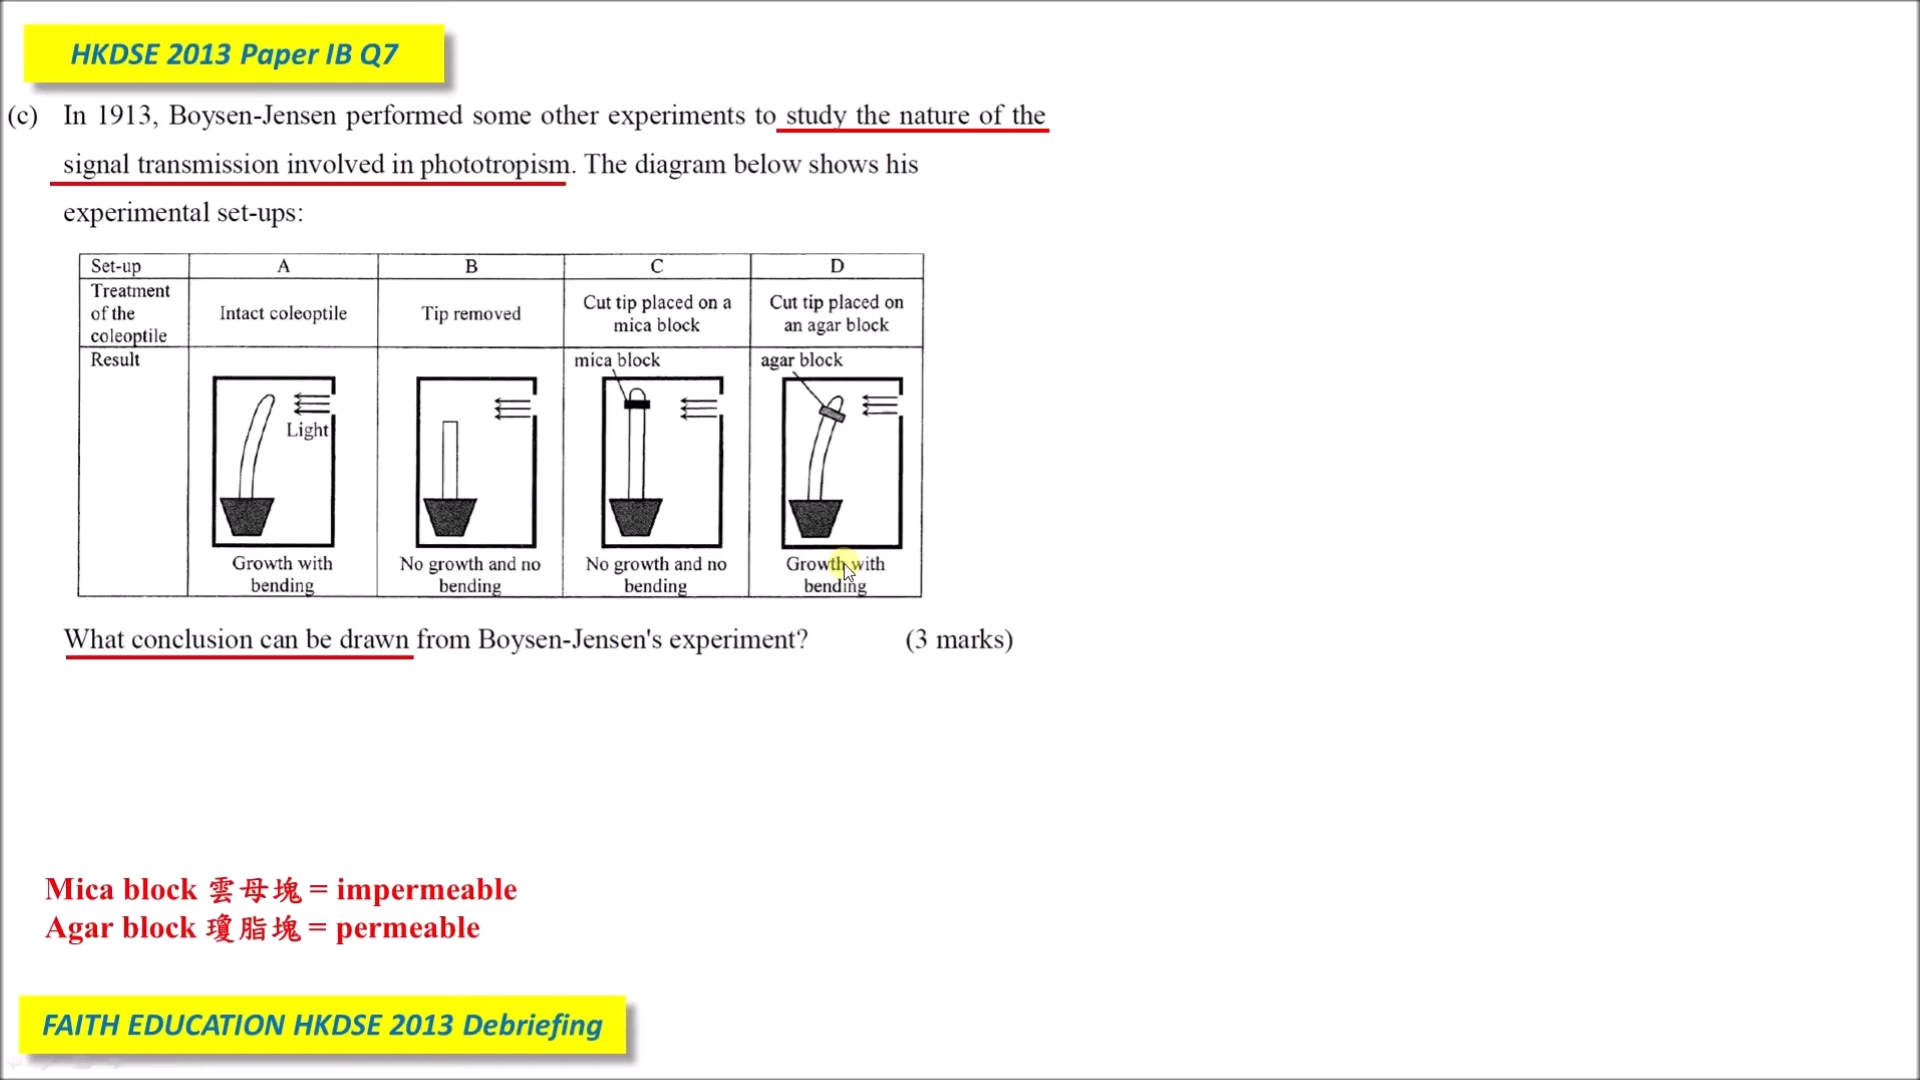 HKDSE 2013 Paper IB Q7
(c) In 1913, Boysen-Jensen performed some other experiments to study the nature of the
signal transmission involved in phototropism. The diagram below shows his
experimental set-ups:
Set-up A B C D
Treatment
of the
coleoptile
Intact coleoptile
Tip removed
Cut tip placed on a
mica block
Cut tip placed on
an agar block
Result
mica block
agar block
Light
Growth with
bending
No growth and no
bending
No growth and no
bending
Growth with
bending
What conclusion can be drawn from Boysen-Jensen's experiment? (3 marks)
Mica block 雲母塊 = impermeable
Agar block 瓊脂塊 = permeable
FAITH EDUCATION HKDSE 2013 Debriefing